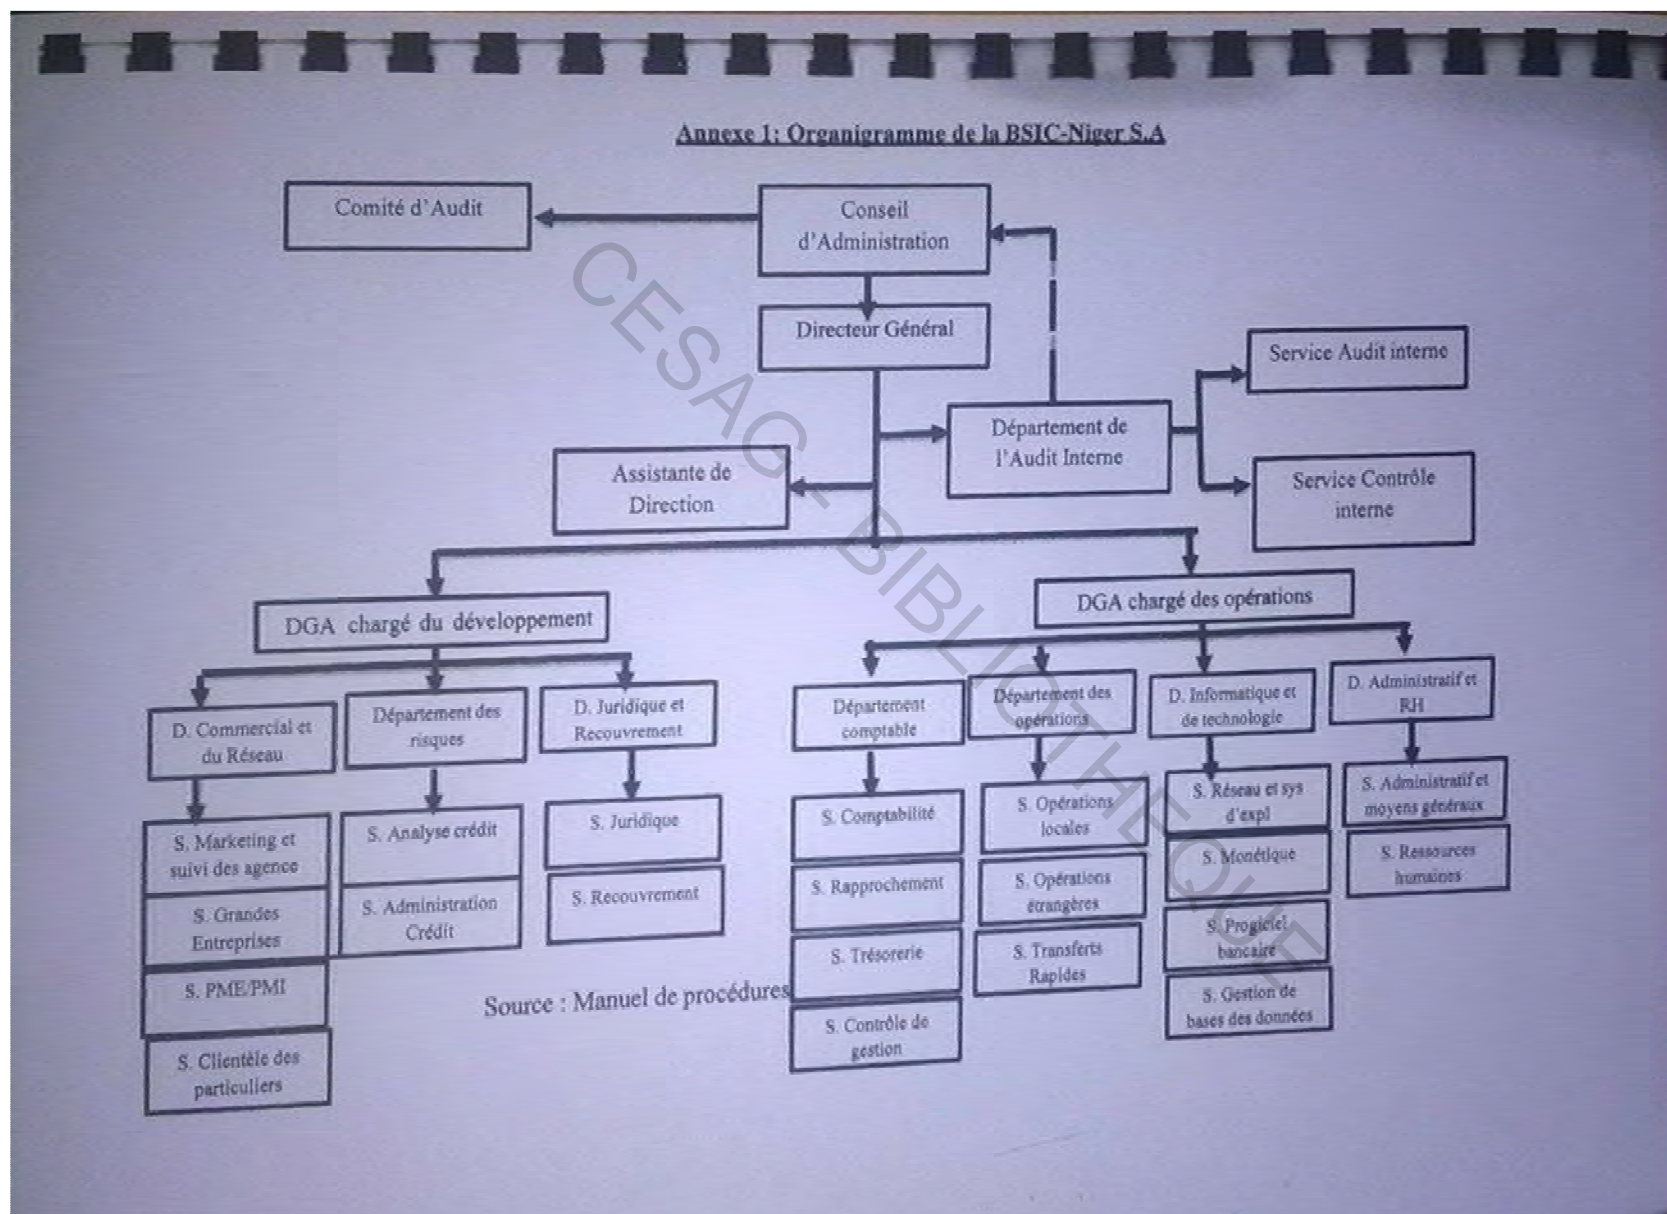 Annexe 1: Organigramme de la BSIC-Niger S.A
Comité d'Audit
Conseil
d'Administration
Directeur Général
Service Audit interne
Département de
l'Audit Interne
Assistante de
Direction
Service Contrôle
interne
DGA chargé du développement
DGA chargé des opérations
D. Commercial et
du Réseau
Département des
risques
D. Juridique et
Recouvrement
Département
comptable
Département des
opérations
D. Informatique et
de technologie
D. Administratif et
RH
S. Marketing et
suivi des agence
S. Grandes
Entreprises
S. PME/PMI
S. Clientèle des
particuliers
S. Analyse crédit
S. Administration
Crédit
S. Juridique
S. Recouvrement
S. Comptabilité
S. Rapprochement
S. Trésorerie
S. Contrôle de
gestion
S. Opérations
locales
S. Opérations
étrangères
S. Transferts
Rapides
S. Réseau et sys
d'expl
S. Monétique
S. Progiciel
bancaire
S. Gestion de
bases des données
S. Administratif et
moyens généraux
S. Ressources
humaines
Source : Manuel de procédures
CESAG - BIBLIOTHEQUE